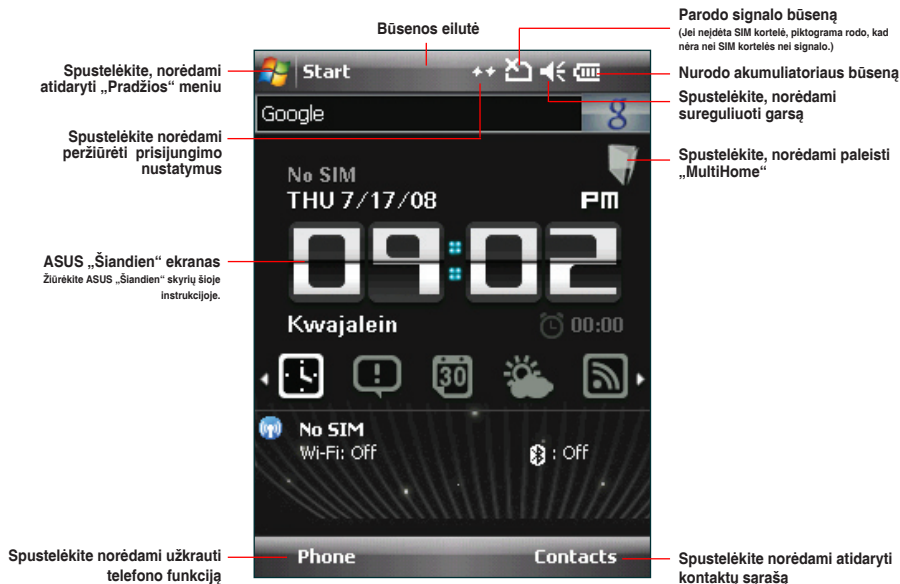 Būsenos eilutė
Parodo signalo būseną
(Jei neįdėta SIM kortelė, piktograma rodo, kad
nėra nei SIM kortelės nei signalo.)
Spustelėkite, norėdami
atidaryti „Pradžios“ meniu
Nurodo akumuliatoriaus būseną
Spustelėkite, norėdami
sureguliuoti garsą
Spustelėkite norėdami
peržiūrėti prisijungimo
nustatymus
Spustelėkite, norėdami paleisti
„MultiHome“
ASUS „Šiandien“ ekranas
Žiūrėkite ASUS „Šiandien“ skyrių šioje
instrukcijoje.
Start
Google
g
No SIM
THU 7/17/08
PM
09:02
Kwajalein
00:00
30
No SIM
Wi-Fi: Off
: Off
Phone
Contacts
Spustelėkite norėdami užkrauti
telefono funkciją
Spustelėkite norėdami atidaryti
kontaktų sąrašą